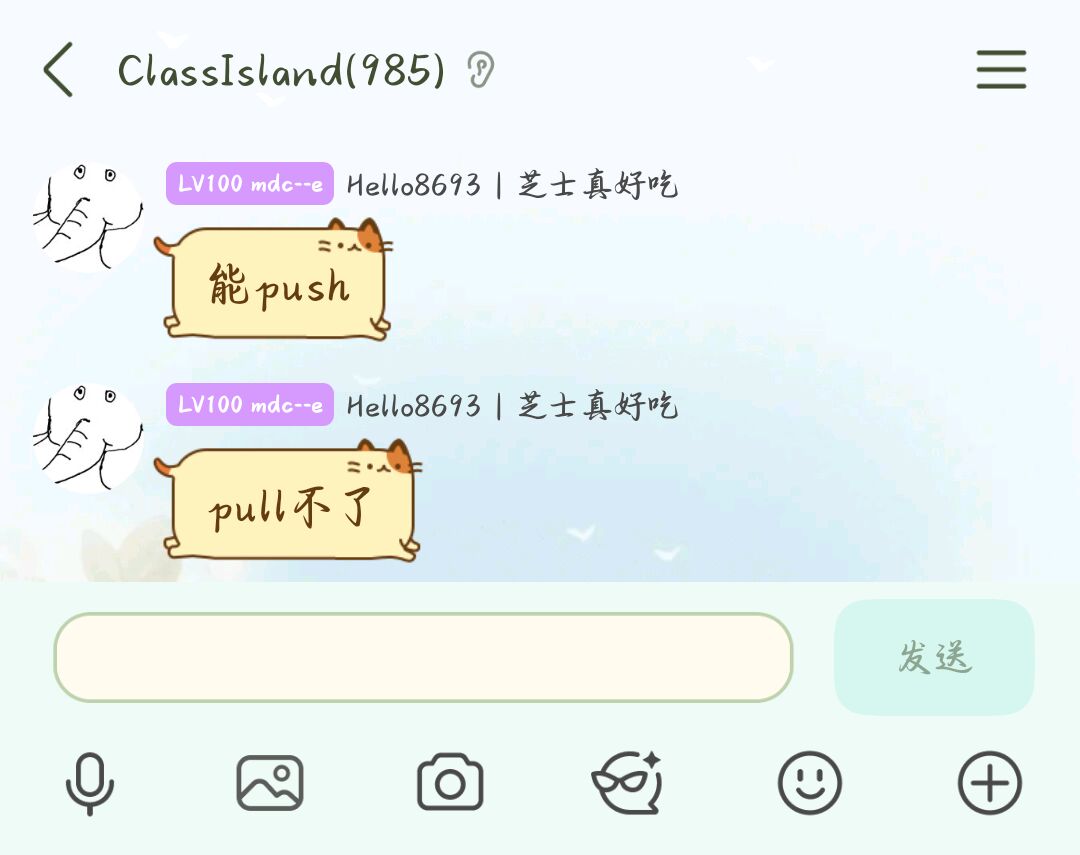 ClassIsland(985)
LV100 mdc--e Hello8693 | 芝士真好吃
能push
LV100 mdc--e Hello8693 | 芝士真好吃
pull不了
发送